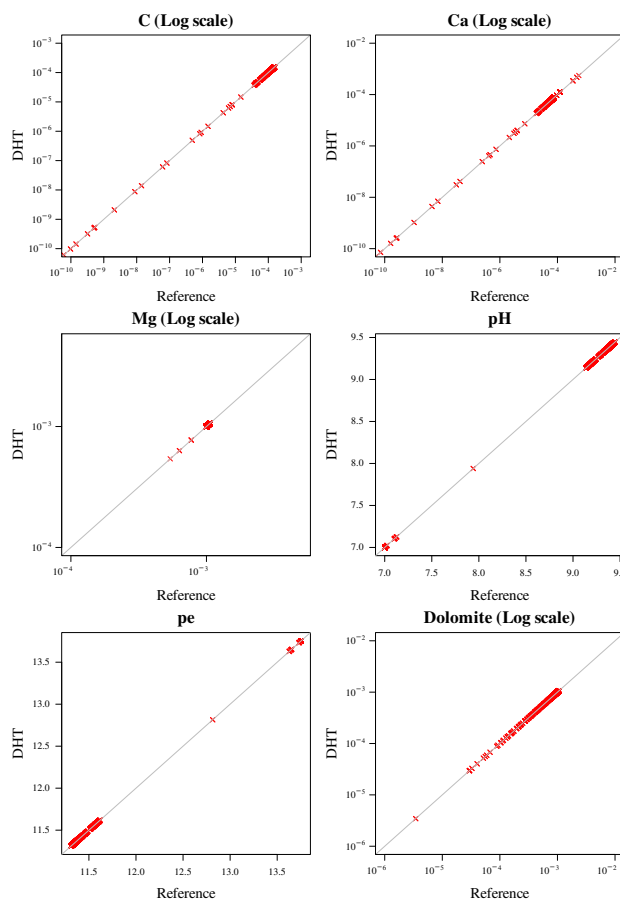 C (Log scale)
DHT
10⁻³
10⁻⁴
10⁻⁵
10⁻⁶
10⁻⁷
10⁻⁸
10⁻⁹
10⁻¹⁰
10⁻¹⁰ 10⁻⁹ 10⁻⁸ 10⁻⁷ 10⁻⁶ 10⁻⁵ 10⁻⁴ 10⁻³
Reference
Ca (Log scale)
DHT
10⁻²
10⁻⁴
10⁻⁶
10⁻⁸
10⁻¹⁰
10⁻¹⁰ 10⁻⁸ 10⁻⁶ 10⁻⁴ 10⁻²
Reference
Mg (Log scale)
DHT
10⁻³
10⁻⁴
10⁻⁴ 10⁻³
Reference
pH
DHT
9.5
9.0
8.5
8.0
7.5
7.0
7.0 7.5 8.0 8.5 9.0 9.5
Reference
pe
DHT
13.5
12.5
12.0
11.5
11.5 12.5 13.0 13.5
Reference
Dolomite (Log scale)
DHT
10⁻²
10⁻³
10⁻⁴
10⁻⁵
10⁻⁶
10⁻⁶ 10⁻⁵ 10⁻⁴ 10⁻³ 10⁻²
Reference